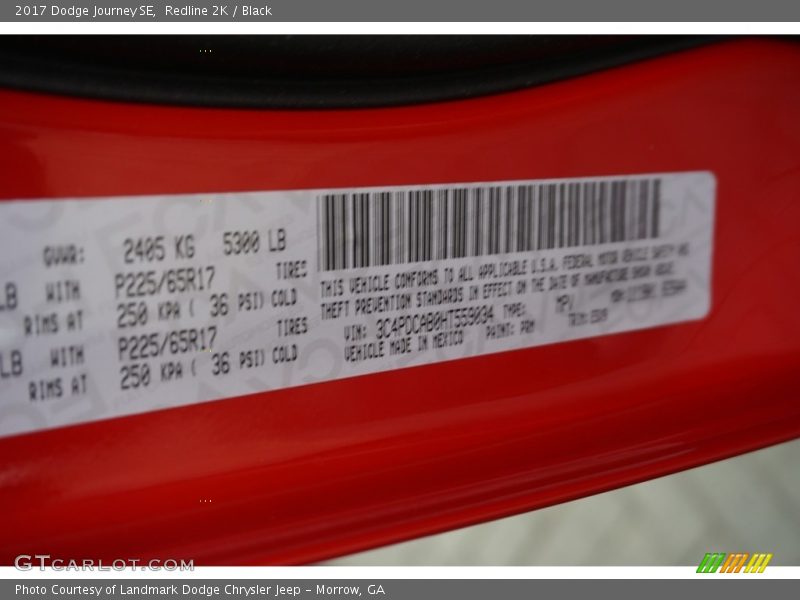 2017 Dodge Journey SE, Redline 2K / Black
GVWR: 2405 KG 5300 LB
LB WITH P225/65R17 TIRES
RIMS AT 250 KPA ( 36 PSI) COLD
LB WITH P225/65R17 TIRES
RIMS AT 250 KPA ( 36 PSI) COLD
THIS VEHICLE CONFORMS TO ALL APPLICABLE U.S.A. FEDERAL MOTOR VEHICLE SAFETY AND
THEFT PREVENTION STANDARDS IN EFFECT ON THE DATE OF MANUFACTURE SHOWN ABOVE.
VIN: 3C4PDCAB0HT559034 TYPE: MPV
VEHICLE MADE IN MEXICO PAINT: PRM TRIM:
GTcarlot.com
Photo Courtesy of Landmark Dodge Chrysler Jeep - Morrow, GA